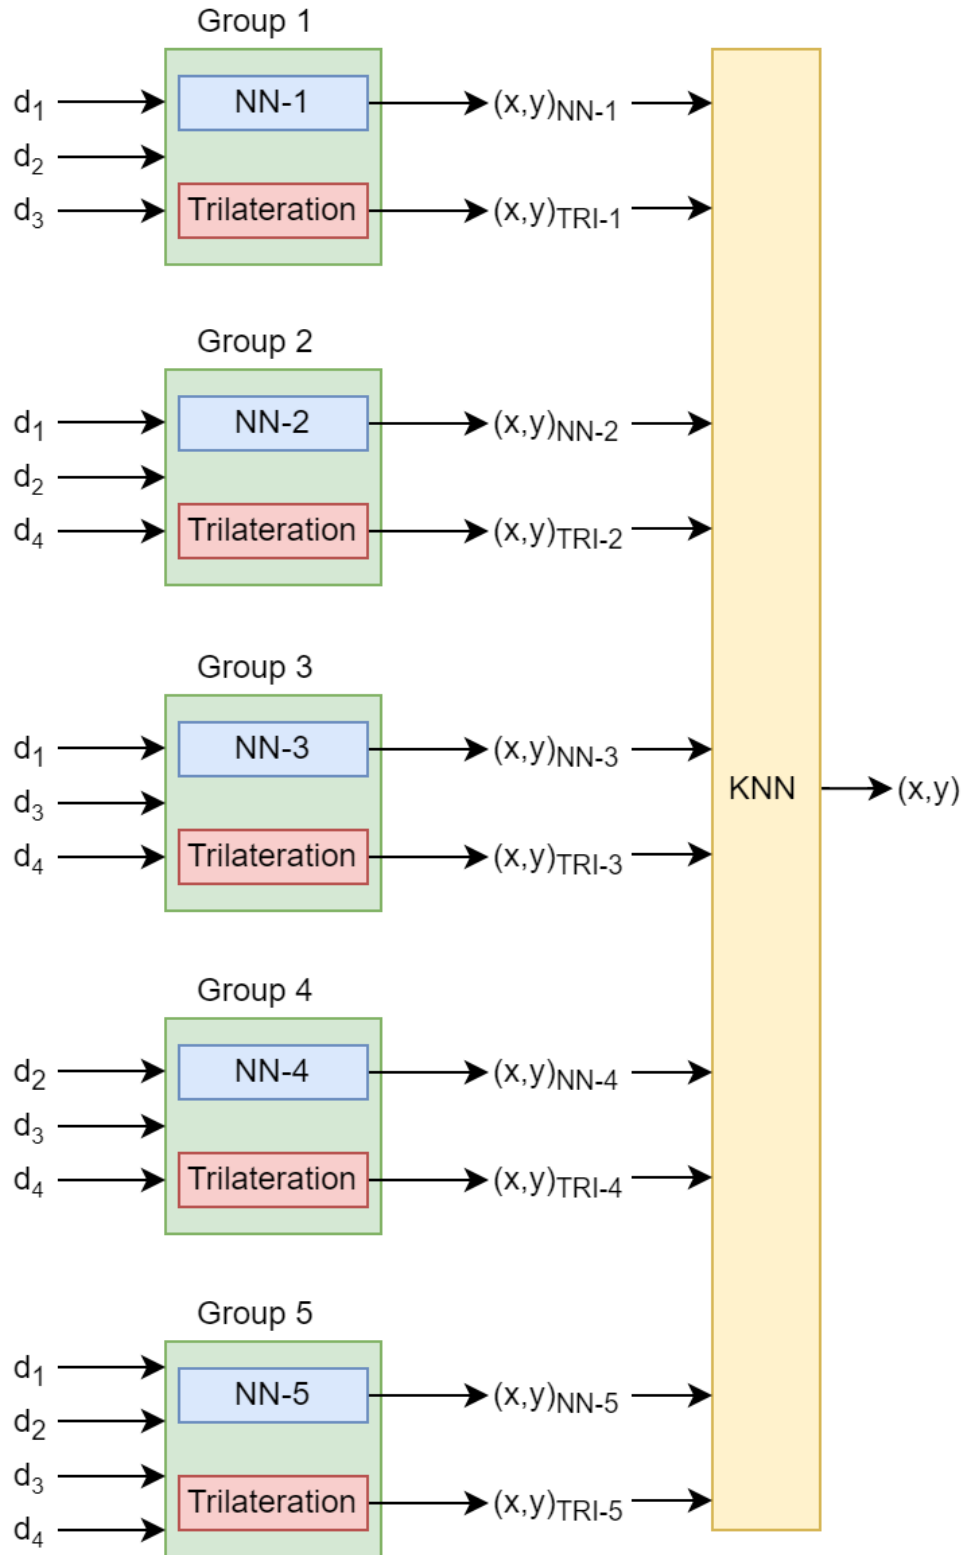 Group 1
d₁
NN-1
(x,y)NN-1
d₂
d₃
Trilateration
(x,y)TRI-1
Group 2
d₁
NN-2
(x,y)NN-2
d₂
d₄
Trilateration
(x,y)TRI-2
Group 3
d₁
NN-3
(x,y)NN-3
d₃
d₄
Trilateration
(x,y)TRI-3
KNN
(x,y)
Group 4
d₂
NN-4
(x,y)NN-4
d₃
d₄
Trilateration
(x,y)TRI-4
Group 5
d₁
NN-5
(x,y)NN-5
d₂
d₃
Trilateration
(x,y)TRI-5
d₄